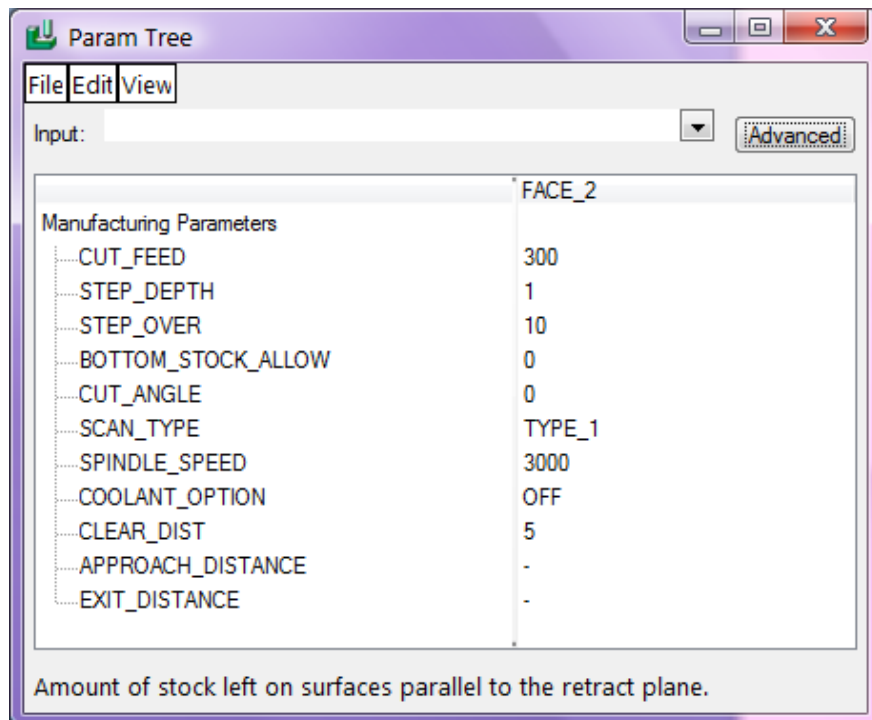 Param Tree
File Edit View
Input: Advanced
FACE_2
Manufacturing Parameters
CUT_FEED 300
STEP_DEPTH 1
STEP_OVER 10
BOTTOM_STOCK_ALLOW 0
CUT_ANGLE 0
SCAN_TYPE TYPE_1
SPINDLE_SPEED 3000
COOLANT_OPTION OFF
CLEAR_DIST 5
APPROACH_DISTANCE -
EXIT_DISTANCE -
Amount of stock left on surfaces parallel to the retract plane.